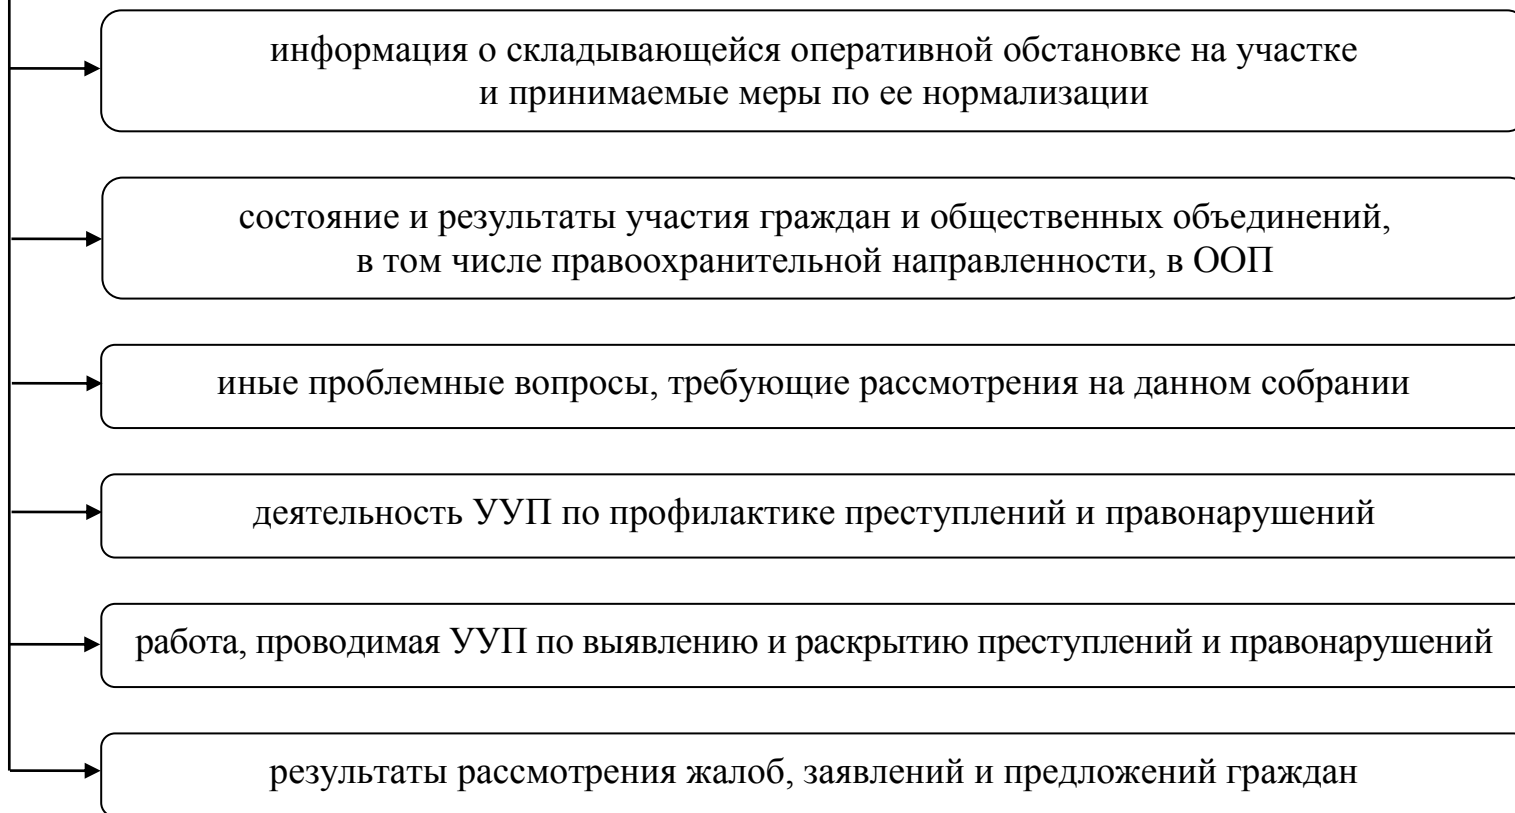 информация о складывающейся оперативной обстановке на участке
и принимаемые меры по ее нормализации
состояние и результаты участия граждан и общественных объединений,
в том числе правоохранительной направленности, в ООП
иные проблемные вопросы, требующие рассмотрения на данном собрании
деятельность УУП по профилактике преступлений и правонарушений
работа, проводимая УУП по выявлению и раскрытию преступлений и правонарушений
результаты рассмотрения жалоб, заявлений и предложений граждан